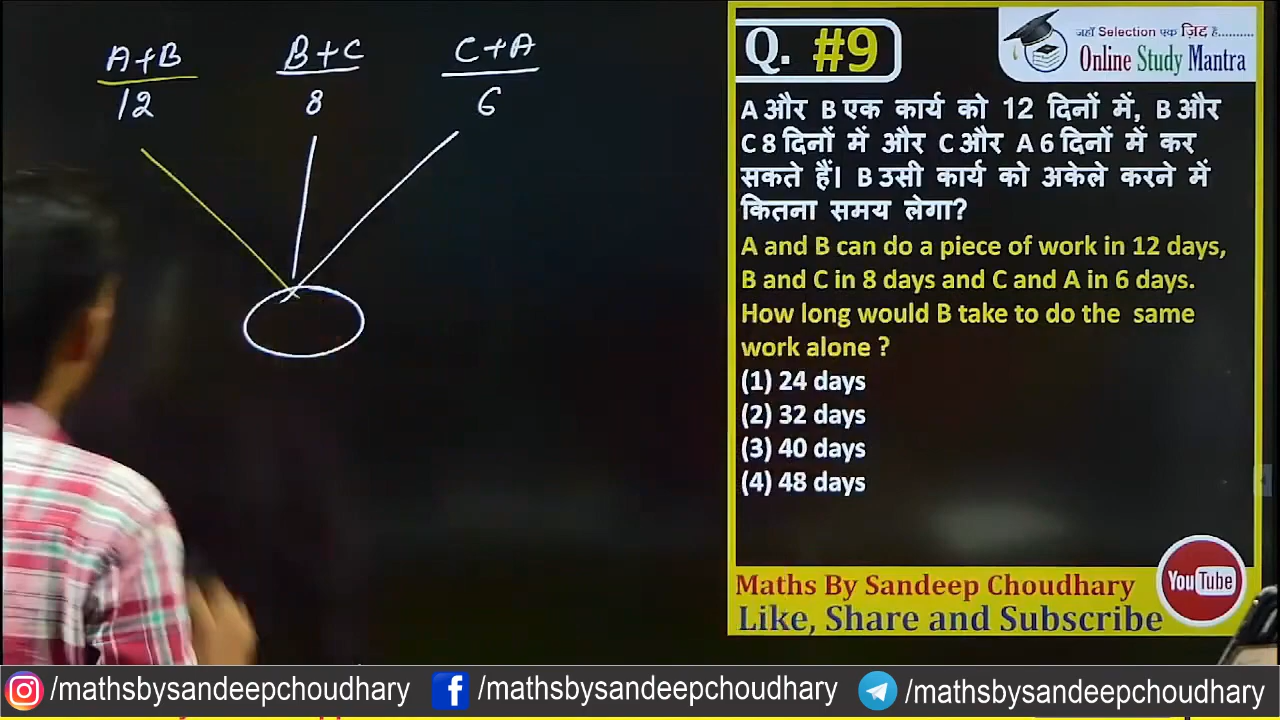 A+B B+C C+A
12 8 6
Q. #9
जहाँ Selection एक ज़िद है..........
Online Study Mantra
A और B एक कार्य को 12 दिनों में, B और
C 8 दिनों में और C और A 6 दिनों में कर
सकते हैं। B उसी कार्य को अकेले करने में
कितना समय लेगा?
A and B can do a piece of work in 12 days,
B and C in 8 days and C and A in 6 days.
How long would B take to do the same
work alone ?
(1) 24 days
(2) 32 days
(3) 40 days
(4) 48 days
Maths By Sandeep Choudhary
Like, Share and Subscribe
YouTube
/mathsbysandeepchoudhary /mathsbysandeepchoudhary /mathsbysandeepchoudhary